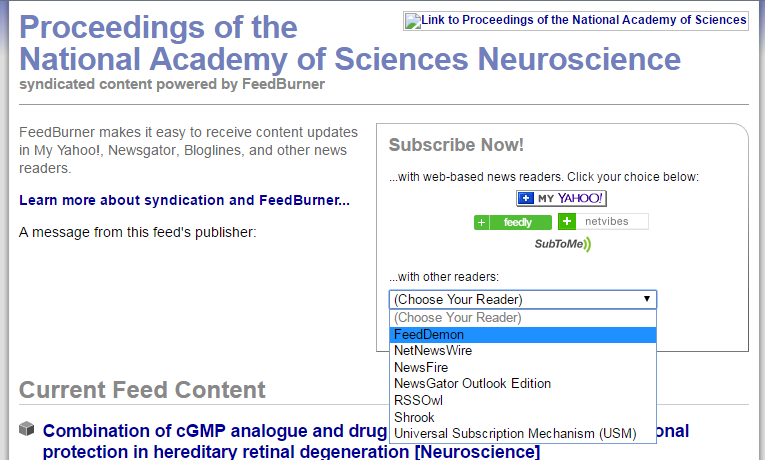 Proceedings of the
National Academy of Sciences Neuroscience
syndicated content powered by FeedBurner
Link to Proceedings of the National Academy of Sciences
FeedBurner makes it easy to receive content updates
in My Yahoo!, Newsgator, Bloglines, and other news
readers.
Learn more about syndication and FeedBurner...
A message from this feed's publisher:
Subscribe Now!
...with web-based news readers. Click your choice below:
MY YAHOO!
feedly
netvibes
SubToMe
...with other readers:
(Choose Your Reader)
(Choose Your Reader)
FeedDemon
NetNewsWire
NewsFire
NewsGator Outlook Edition
RSSOwl
Shrook
Universal Subscription Mechanism (USM)
Current Feed Content
Combination of cGMP analogue and drug onal
protection in hereditary retinal degeneration [Neuroscience]